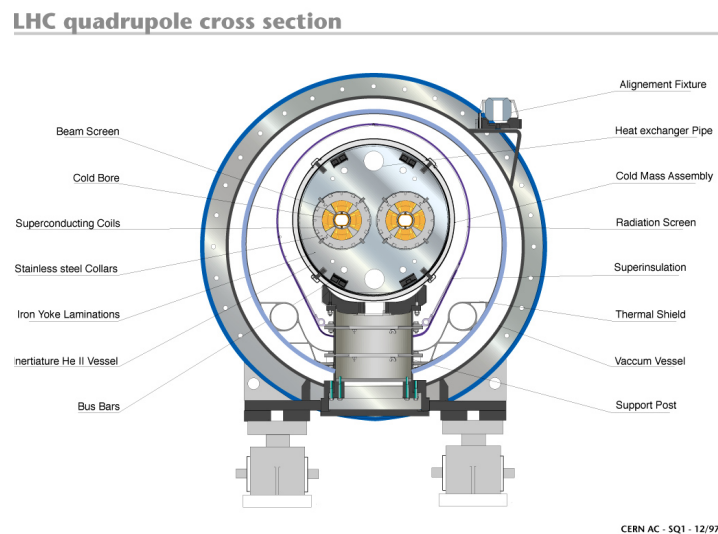 LHC quadrupole cross section
Alignement Fixture
Beam Screen
Heat exchanger Pipe
Cold Bore
Cold Mass Assembly
Superconducting Coils
Radiation Screen
Stainless steel Collars
Superinsulation
Iron Yoke Laminations
Thermal Shield
Inertiature He II Vessel
Vaccum Vessel
Bus Bars
Support Post
CERN AC - SQ1 - 12/97